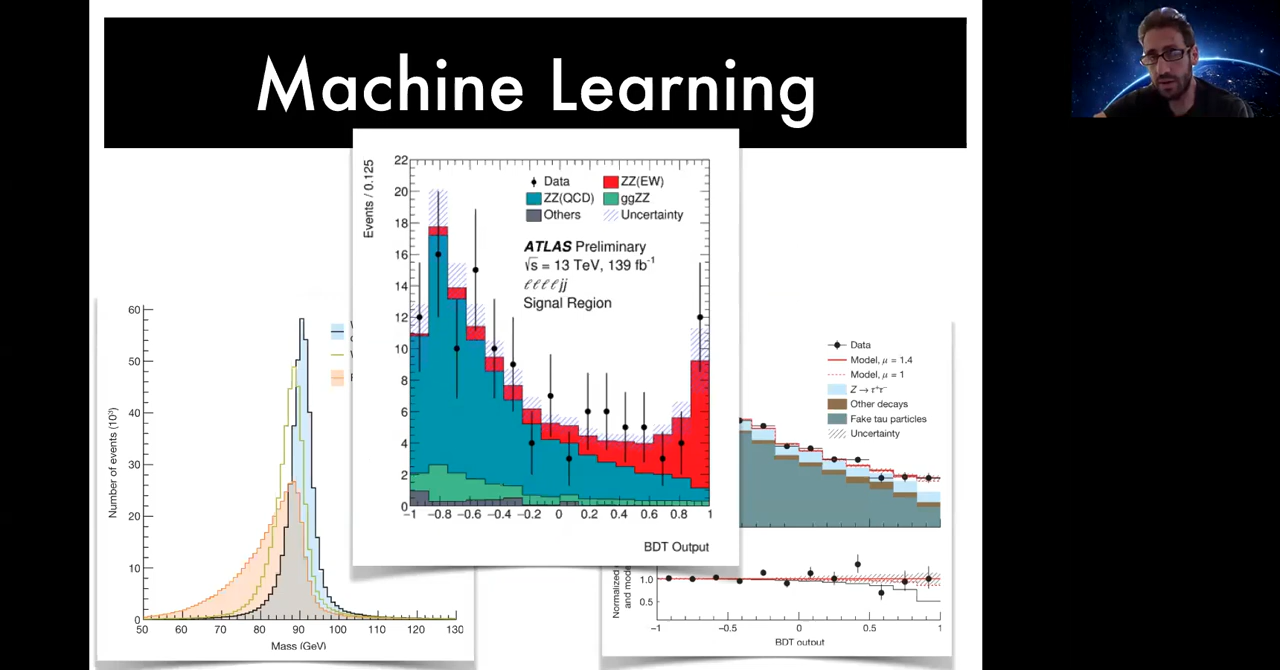 Machine Learning
Events / 0.125
22
20
18
16
14
12
10
8
6
4
2
0
Data
ZZ(EW)
ZZ(QCD)
ggZZ
Others
Uncertainty
ATLAS Preliminary
√s = 13 TeV, 139 fb⁻¹
ℓℓℓℓjj
Signal Region
−1 −0.8 −0.6 −0.4 −0.2 0 0.2 0.4 0.6 0.8 1
BDT Output
Number of events (10³)
60
50
40
30
20
10
0
50 60 70 80 90 100 110 120 130
Mass (GeV)
Data
Model, μ = 1.4
Model, μ = 1
Z → τ⁺τ⁻
Other decays
Fake tau particles
Uncertainty
Normalized
and mode
1.0
0.5
−1 −0.5 0 0.5 1
BDT output